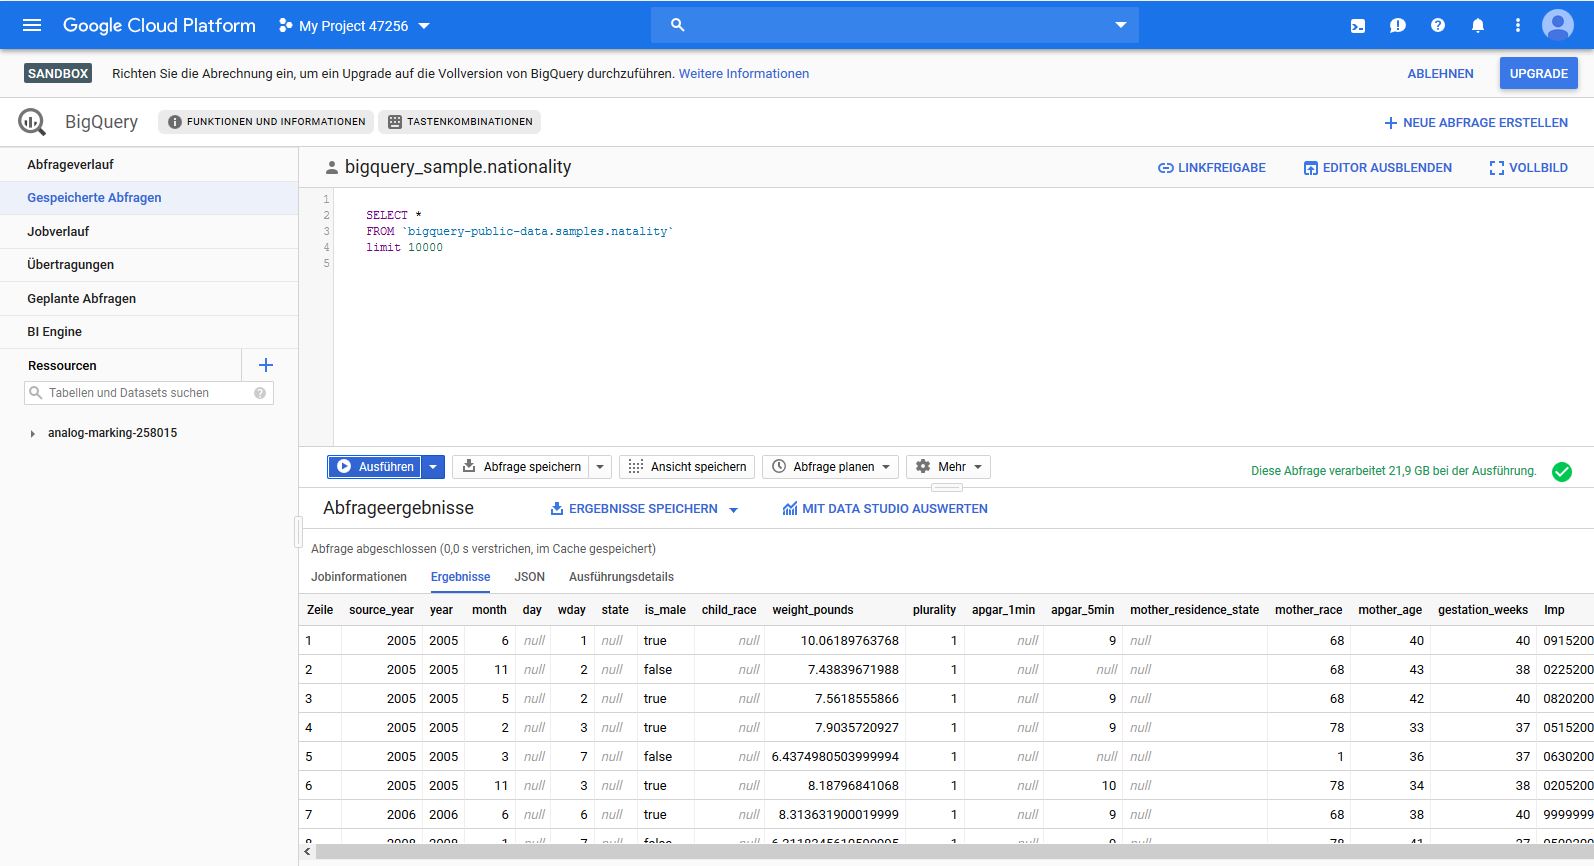 Google Cloud Platform My Project 47256
SANDBOX Richten Sie die Abrechnung ein, um ein Upgrade auf die Vollversion von BigQuery durchzuführen. Weitere Informationen ABLEHNEN UPGRADE
BigQuery FUNKTIONEN UND INFORMATIONEN TASTENKOMBINATIONEN NEUE ABFRAGE ERSTELLEN
Abfrageverlauf
Gespeicherte Abfragen
Jobverlauf
Übertragungen
Geplante Abfragen
BI Engine
Ressourcen
Tabellen und Datasets suchen
analog-marking-258015
bigquery_sample.nationality LINKFREIGABE EDITOR AUSBLENDEN VOLLBILD
1
2 SELECT *
3 FROM `bigquery-public-data.samples.natality`
4 limit 10000
5
Ausführen Abfrage speichern Ansicht speichern Abfrage planen Mehr Diese Abfrage verarbeitet 21,9 GB bei der Ausführung.
Abfrageergebnisse ERGEBNISSE SPEICHERN MIT DATA STUDIO AUSWERTEN
Abfrage abgeschlossen (0,0 s verstrichen, im Cache gespeichert)
Jobinformationen Ergebnisse JSON Ausführungsdetails
Zeile source_year year month day wday state is_male child_race weight_pounds plurality apgar_1min apgar_5min mother_residence_state mother_race mother_age gestation_weeks lmp
1 2005 2005 6 null 1 null true null 10.06189763768 1 null 9 null 68 40 40 0915200
2 2005 2005 11 null 2 null false null 7.43839671988 1 null null null 68 43 38 0225200
3 2005 2005 5 null 2 null true null 7.5618555866 1 null 9 null 68 42 40 0820200
4 2005 2005 2 null 3 null true null 7.9035720927 1 null 9 null 78 33 37 0515200
5 2005 2005 3 null 7 null false null 6.4374980503999994 1 null null null 1 36 37 0630200
6 2005 2005 11 null 3 null true null 8.18796841068 1 null 10 null 78 34 38 0205200
7 2006 2006 6 null 6 null true null 8.313631900019999 1 null 9 null 68 38 40 9999999